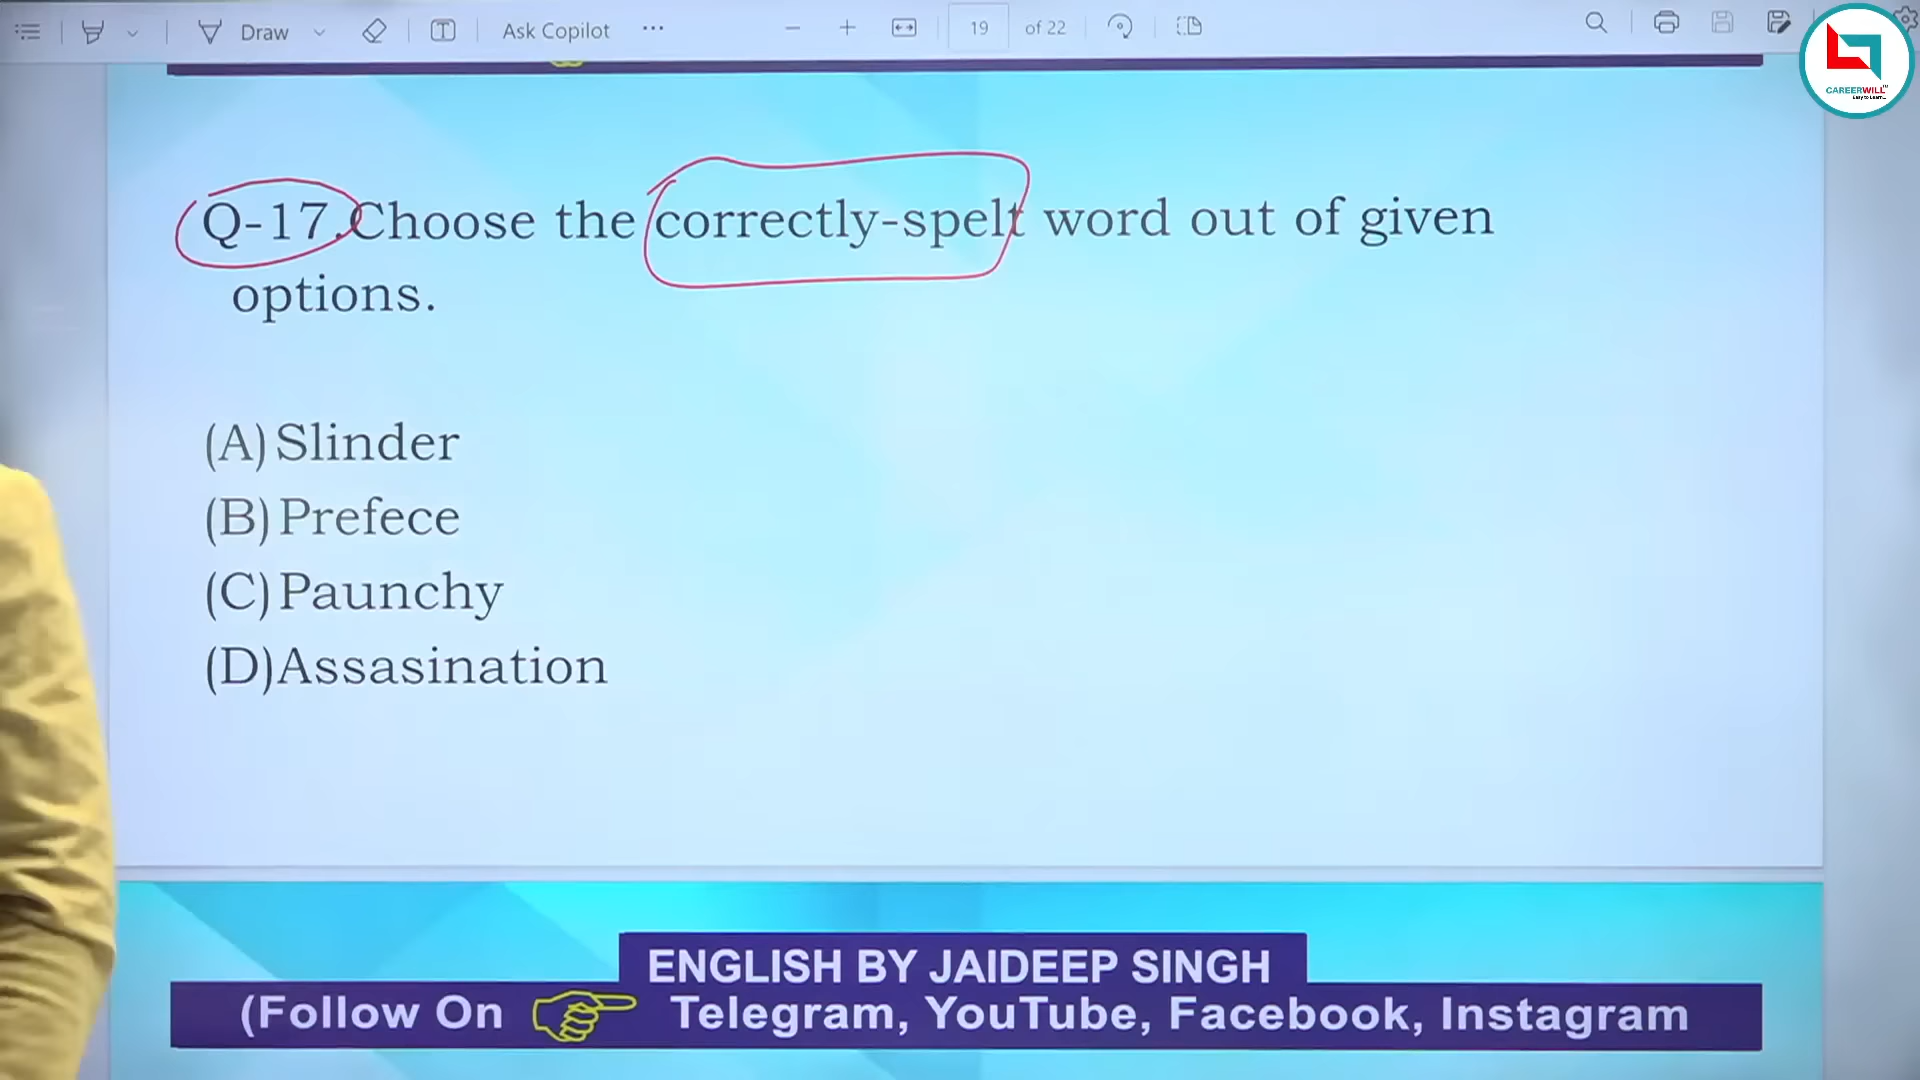 Draw
Ask Copilot
19 of 22
CAREERWILL
Q-17.Choose the correctly-spelt word out of given
options.
(A) Slinder
(B) Prefece
(C) Paunchy
(D)Assasination
ENGLISH BY JAIDEEP SINGH
(Follow On Telegram, YouTube, Facebook, Instagram